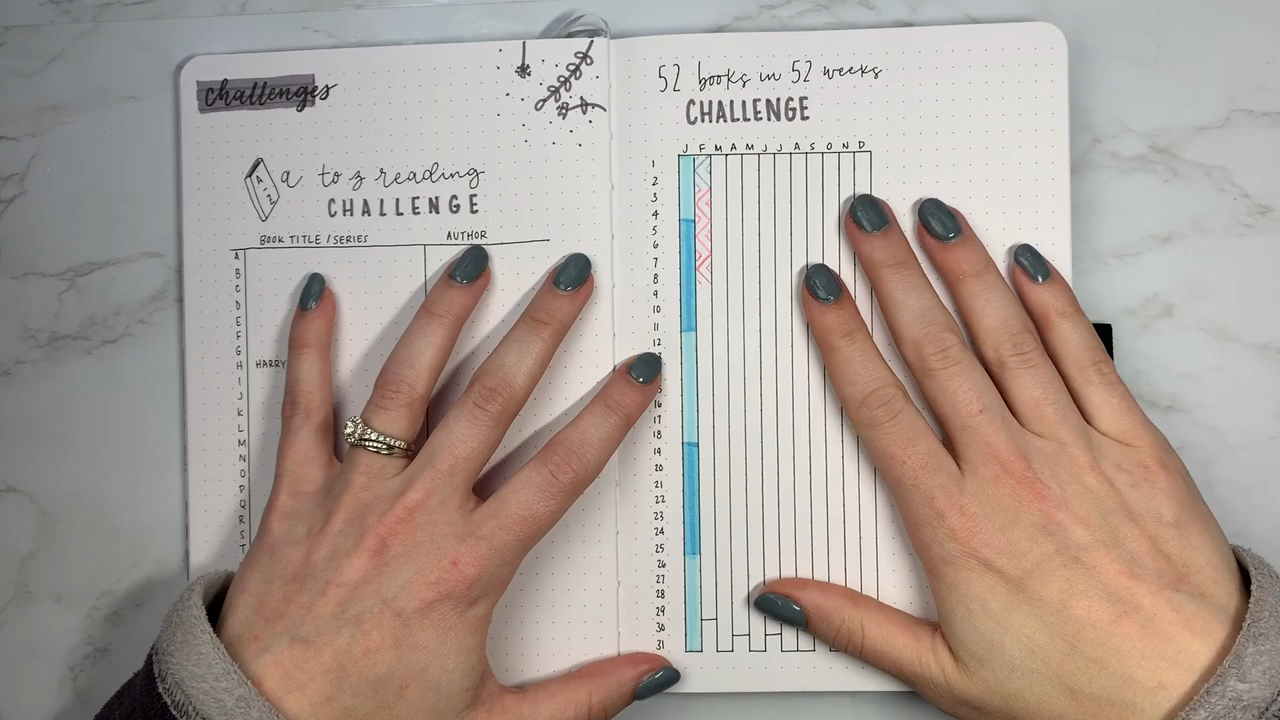 challenges
A - Z
a to z reading
CHALLENGE
BOOK TITLE / SERIES AUTHOR
A
B
C
D
E
F
G
H HARRY
I
J
K
L
M
N
O
P
Q
R
S
T
52 books in 52 weeks
CHALLENGE
J F M A M J J A S O N D
1
2
3
4
5
6
7
8
9
10
11
12
16
17
18
19
20
21
22
23
24
25
26
27
28
29
30
31